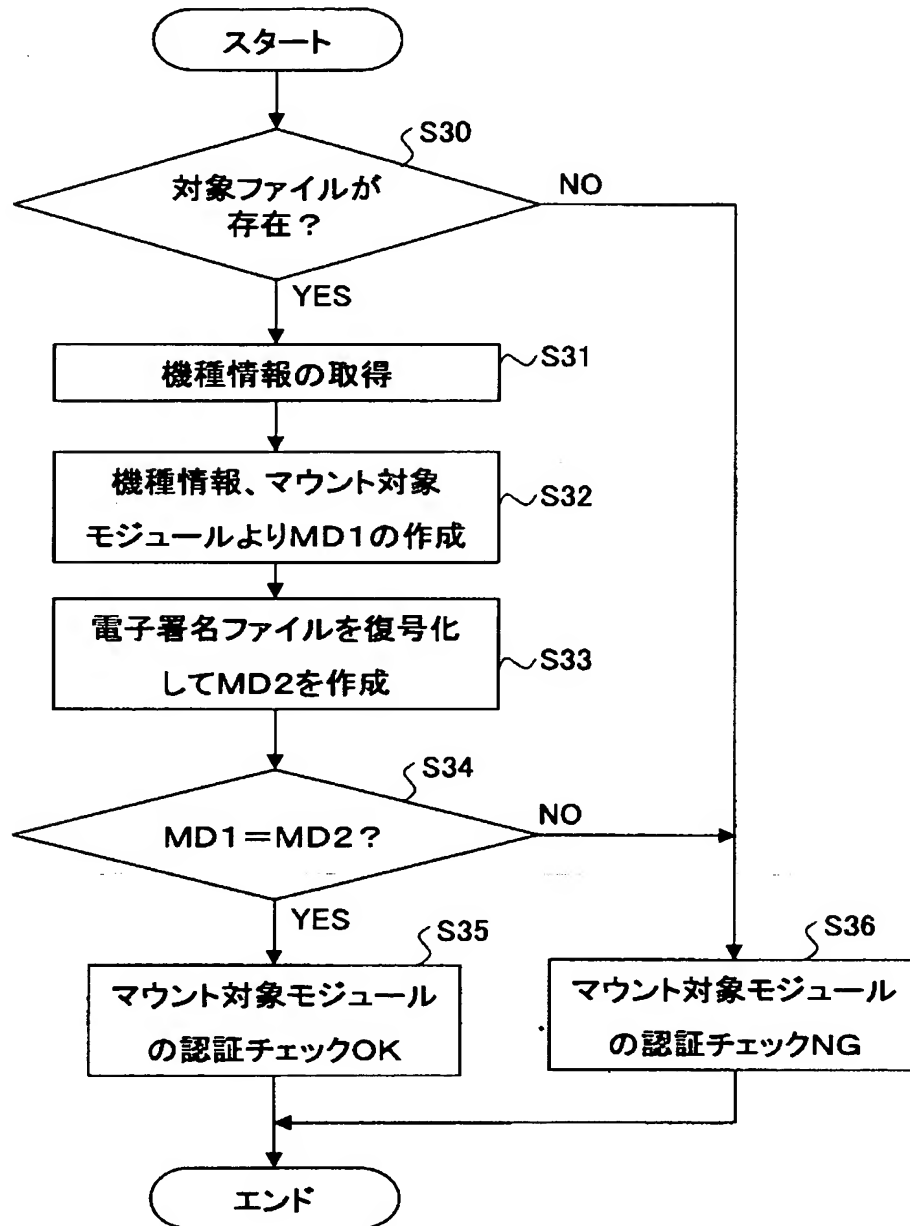 スタート
S30
対象ファイルが
存在？
NO
YES
機種情報の取得
S31
機種情報、マウント対象
モジュールよりMD1の作成
S32
電子署名ファイルを復号化
してMD2を作成
S33
S34
MD1＝MD2？
NO
YES
S35
マウント対象モジュール
の認証チェックOK
S36
マウント対象モジュール
の認証チェックNG
エンド